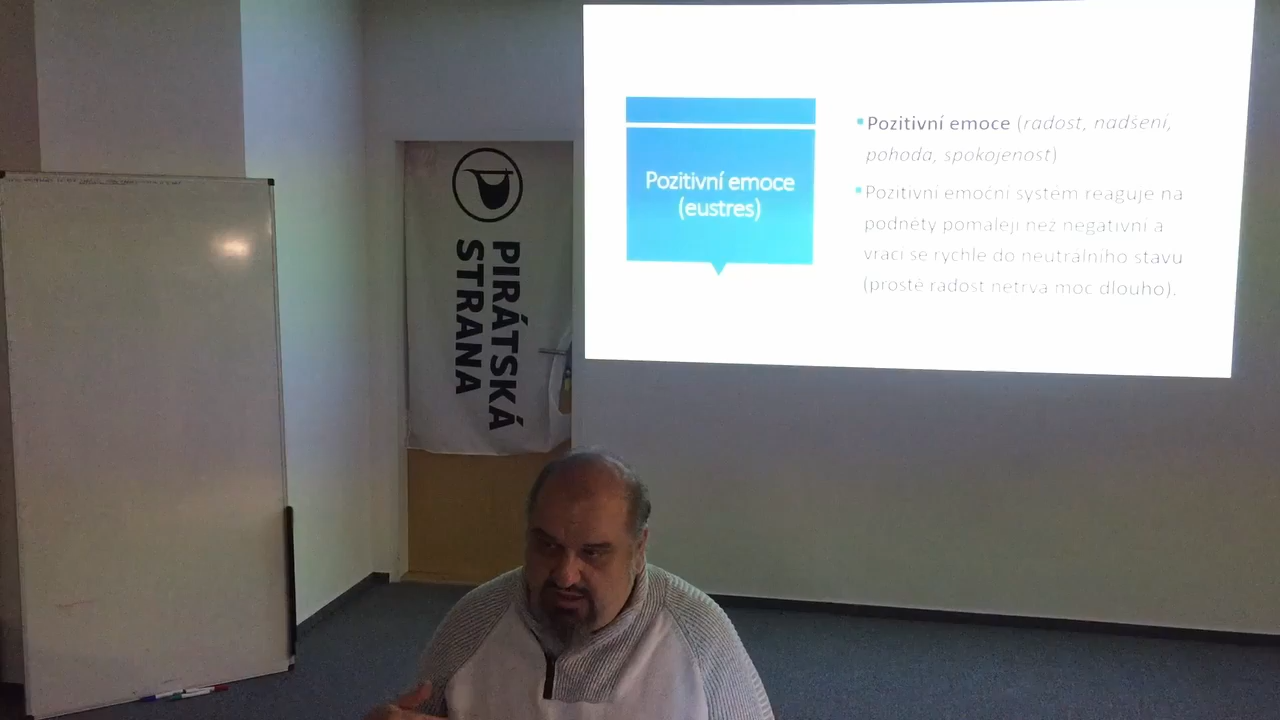 PIRÁTSKÁ
STRANA
Pozitivní emoce
(eustres)
Pozitivní emoce (radost, nadšení,
pohoda, spokojenost)
Pozitivní emoční systém reaguje na
podněty pomaleji než negativní a
vrací se rychle do neutrálního stavu
(prostě radost netrvá moc dlouho).